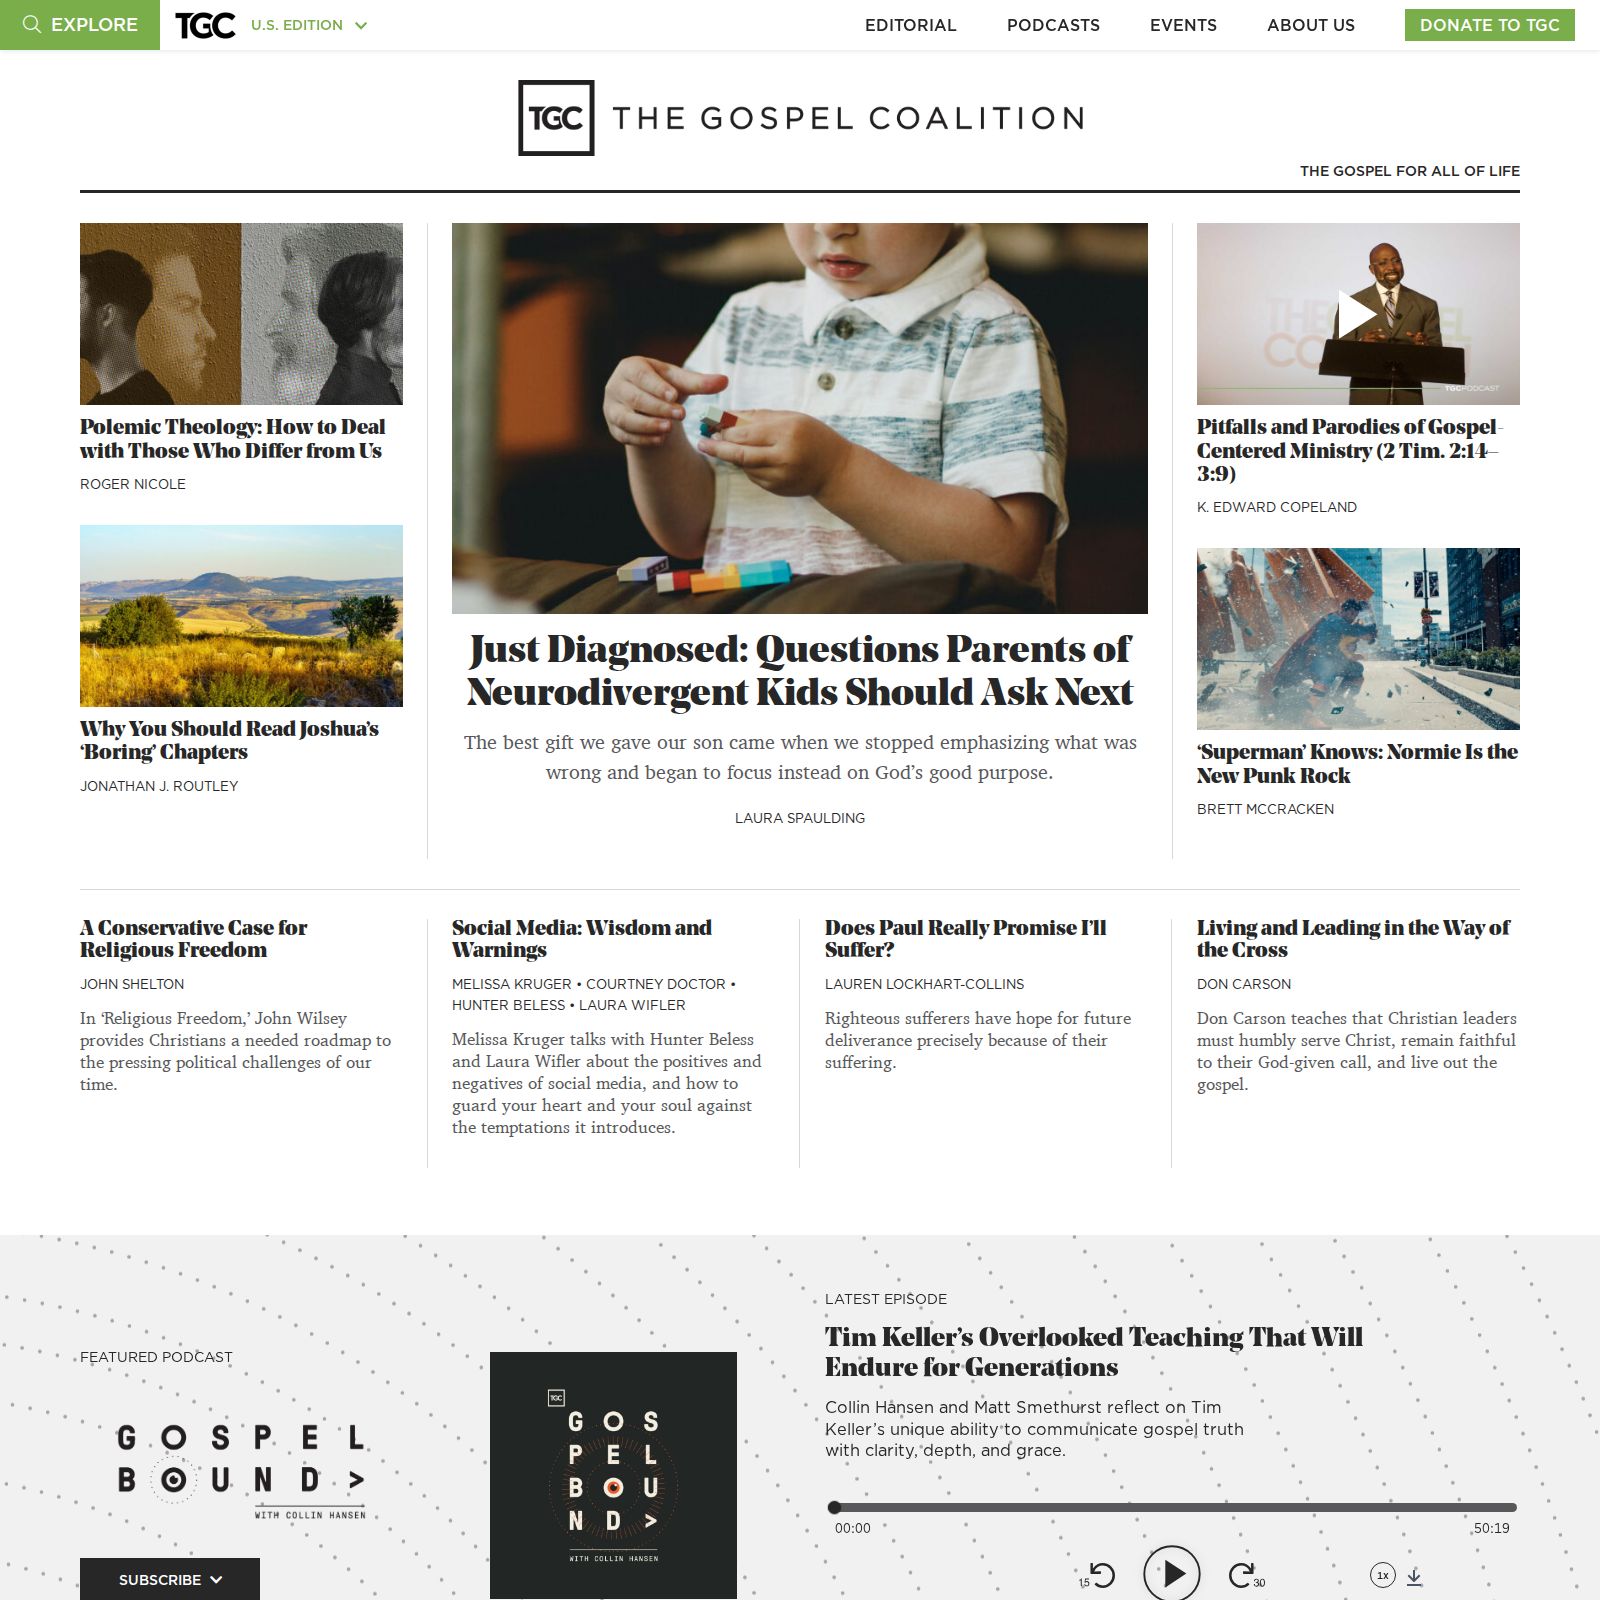 EXPLORE
TGC
U.S. EDITION
EDITORIAL
PODCASTS
EVENTS
ABOUT US
DONATE TO TGC
TGC THE GOSPEL COALITION
THE GOSPEL FOR ALL OF LIFE
Polemic Theology: How to Deal
with Those Who Differ from Us
ROGER NICOLE
Why You Should Read Joshua’s
‘Boring’ Chapters
JONATHAN J. ROUTLEY
Just Diagnosed: Questions Parents of
Neurodivergent Kids Should Ask Next
The best gift we gave our son came when we stopped emphasizing what was
wrong and began to focus instead on God’s good purpose.
LAURA SPAULDING
TGCPODCAST
Pitfalls and Parodies of Gospel-
Centered Ministry (2 Tim. 2:14–
3:9)
K. EDWARD COPELAND
‘Superman’ Knows: Normie Is the
New Punk Rock
BRETT MCCRACKEN
A Conservative Case for
Religious Freedom
JOHN SHELTON
In ‘Religious Freedom,’ John Wilsey
provides Christians a needed roadmap to
the pressing political challenges of our
time.
Social Media: Wisdom and
Warnings
MELISSA KRUGER • COURTNEY DOCTOR •
HUNTER BELESS • LAURA WIFLER
Melissa Kruger talks with Hunter Beless
and Laura Wifler about the positives and
negatives of social media, and how to
guard your heart and your soul against
the temptations it introduces.
Does Paul Really Promise I’ll
Suffer?
LAUREN LOCKHART-COLLINS
Righteous sufferers have hope for future
deliverance precisely because of their
suffering.
Living and Leading in the Way of
the Cross
DON CARSON
Don Carson teaches that Christian leaders
must humbly serve Christ, remain faithful
to their God-given call, and live out the
gospel.
FEATURED PODCAST
GOSPEL
BOUND>
WITH COLLIN HANSEN
SUBSCRIBE
TGC
GOS
PEL
BOU
ND>
WITH COLLIN HANSEN
LATEST EPISODE
Tim Keller’s Overlooked Teaching That Will
Endure for Generations
Collin Hansen and Matt Smethurst reflect on Tim
Keller’s unique ability to communicate gospel truth
with clarity, depth, and grace.
00:00
50:19
15
30
1x